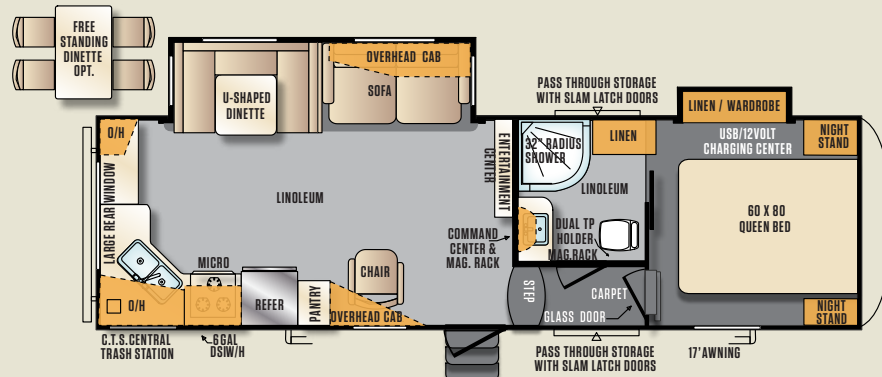 FREE
STANDING
DINETTE
OPT.
OVERHEAD CAB
SOFA
U-SHAPED
DINETTE
PASS THROUGH STORAGE
WITH SLAM LATCH DOORS
LINEN / WARDROBE
O/H
LARGE REAR WINDOW
LINOLEUM
ENTERTAINMENT
CENTER
32" RADIUS
SHOWER
LINEN
LINOLEUM
USB/12VOLT
CHARGING CENTER
NIGHT
STAND
60 X 80
QUEEN BED
COMMAND
CENTER &
MAG. RACK
DUAL TP
HOLDER
MAG.RACK
MICRO
O/H
REFER
PANTRY
CHAIR
OVERHEAD CAB
STEP
CARPET
GLASS DOOR
NIGHT
STAND
C.T.S.CENTRAL
TRASH STATION
6 GAL
DSI W/H
PASS THROUGH STORAGE
WITH SLAM LATCH DOORS
17'AWNING